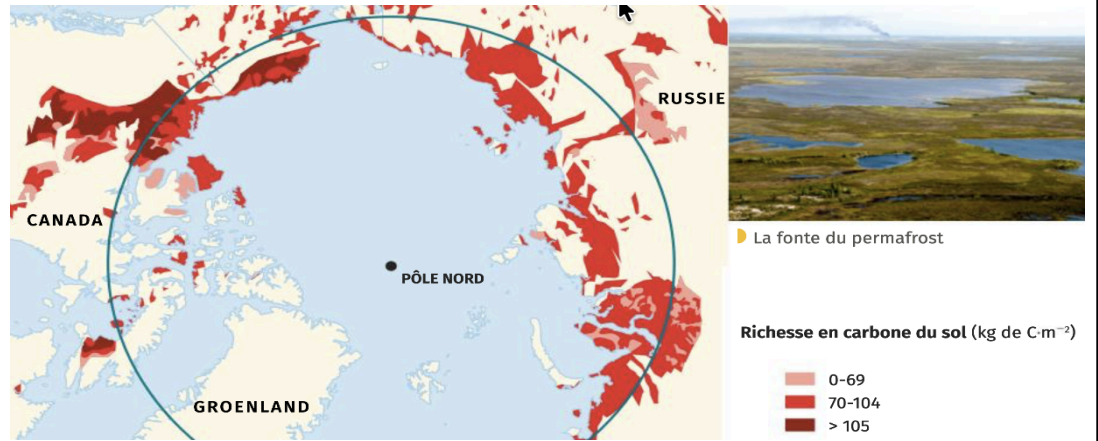 RUSSIE
CANADA
PÔLE NORD
GROENLAND
La fonte du permafrost
Richesse en carbone du sol (kg de C·m⁻²)
0-69
70-104
> 105